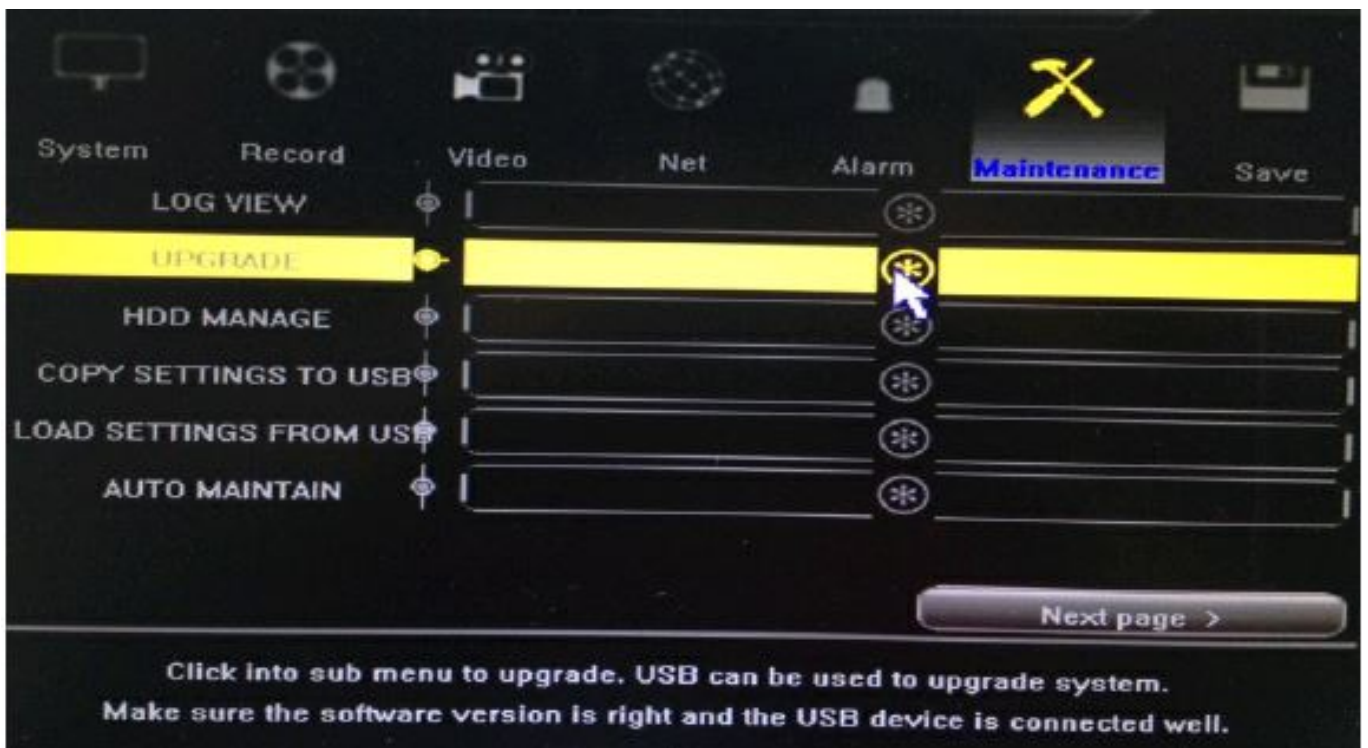 System Record Video Net Alarm Maintenance Save
LOG VIEW
UPGRADE
HDD MANAGE
COPY SETTINGS TO USB
LOAD SETTINGS FROM USB
AUTO MAINTAIN
Next page >
Click into sub menu to upgrade. USB can be used to upgrade system.
Make sure the software version is right and the USB device is connected well.